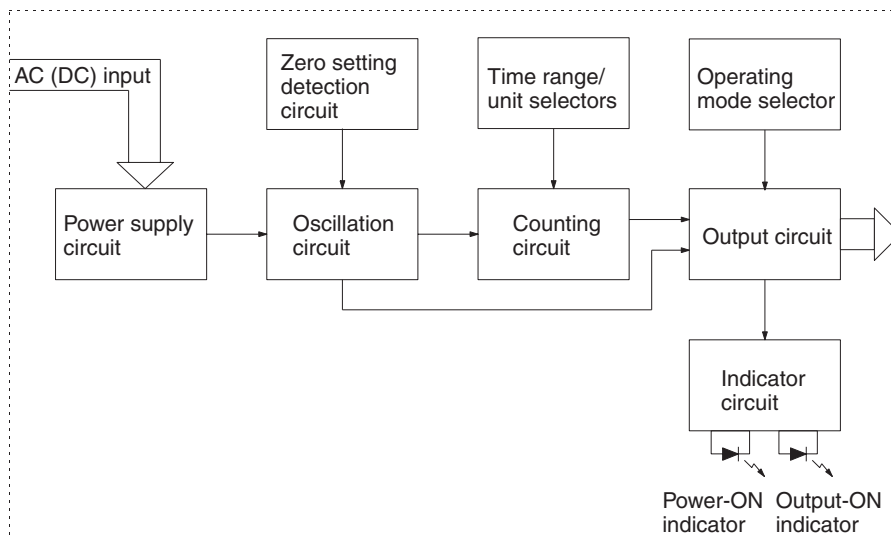 AC (DC) input
Zero setting
detection
circuit
Time range/
unit selectors
Operating
mode selector
Power supply
circuit
Oscillation
circuit
Counting
circuit
Output circuit
Indicator
circuit
Power-ON
indicator
Output-ON
indicator